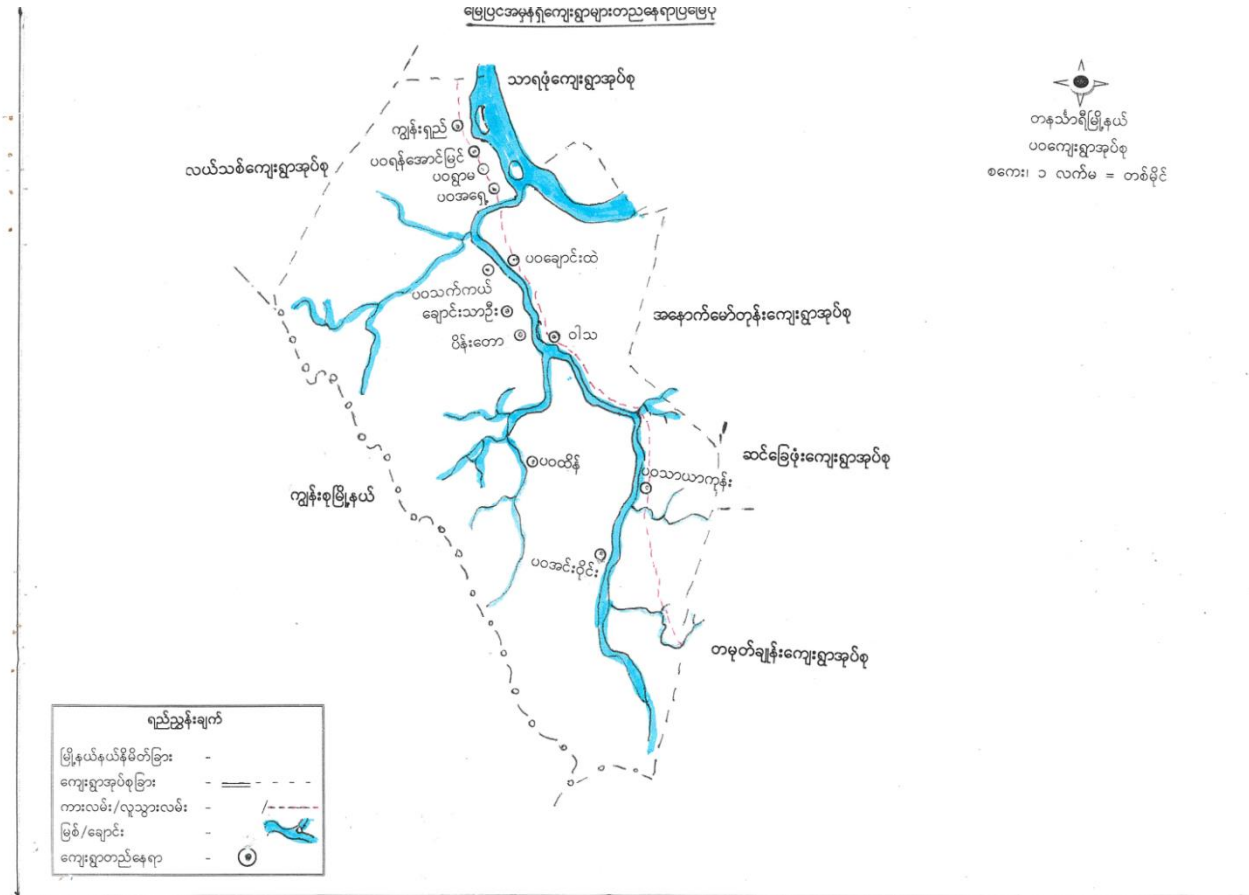 မြေပြင်အမှန်ရှိကျေးရွာများတည်နေရာပြမြေပုံ
သာရဖုံကျေးရွာအုပ်စု
တနင်္သာရီမြို့နယ်
ပဝကျေးရွာအုပ်စု
စကေး၊ ၁ လက်မ = တစ်မိုင်
ကျွန်းရှည်
ပဝရန်အောင်မြင်
လယ်သစ်ကျေးရွာအုပ်စု
ပဝရွာမ
ပဝအရှေ့
ပဝချောင်းထဲ
ပဝသက်ကယ်
ချောင်းသာဦး
အနောက်မော်တုန်းကျေးရွာအုပ်စု
ပိန်းတော
ဝါသ
ဆင်ခြေဖုံးကျေးရွာအုပ်စု
ပဝထိန်
ပဝသာယာကုန်း
ကျွန်းစုမြို့နယ်
ပဝအင်းဝိုင်း
တမုတ်ချွန်းကျေးရွာအုပ်စု
ရည်ညွှန်းချက်
မြို့နယ်နယ်နိမိတ်ခြား -
ကျေးရွာအုပ်စုခြား -
ကားလမ်း/လူသွားလမ်း - /
မြစ်/ချောင်း -
ကျေးရွာတည်နေရာ -